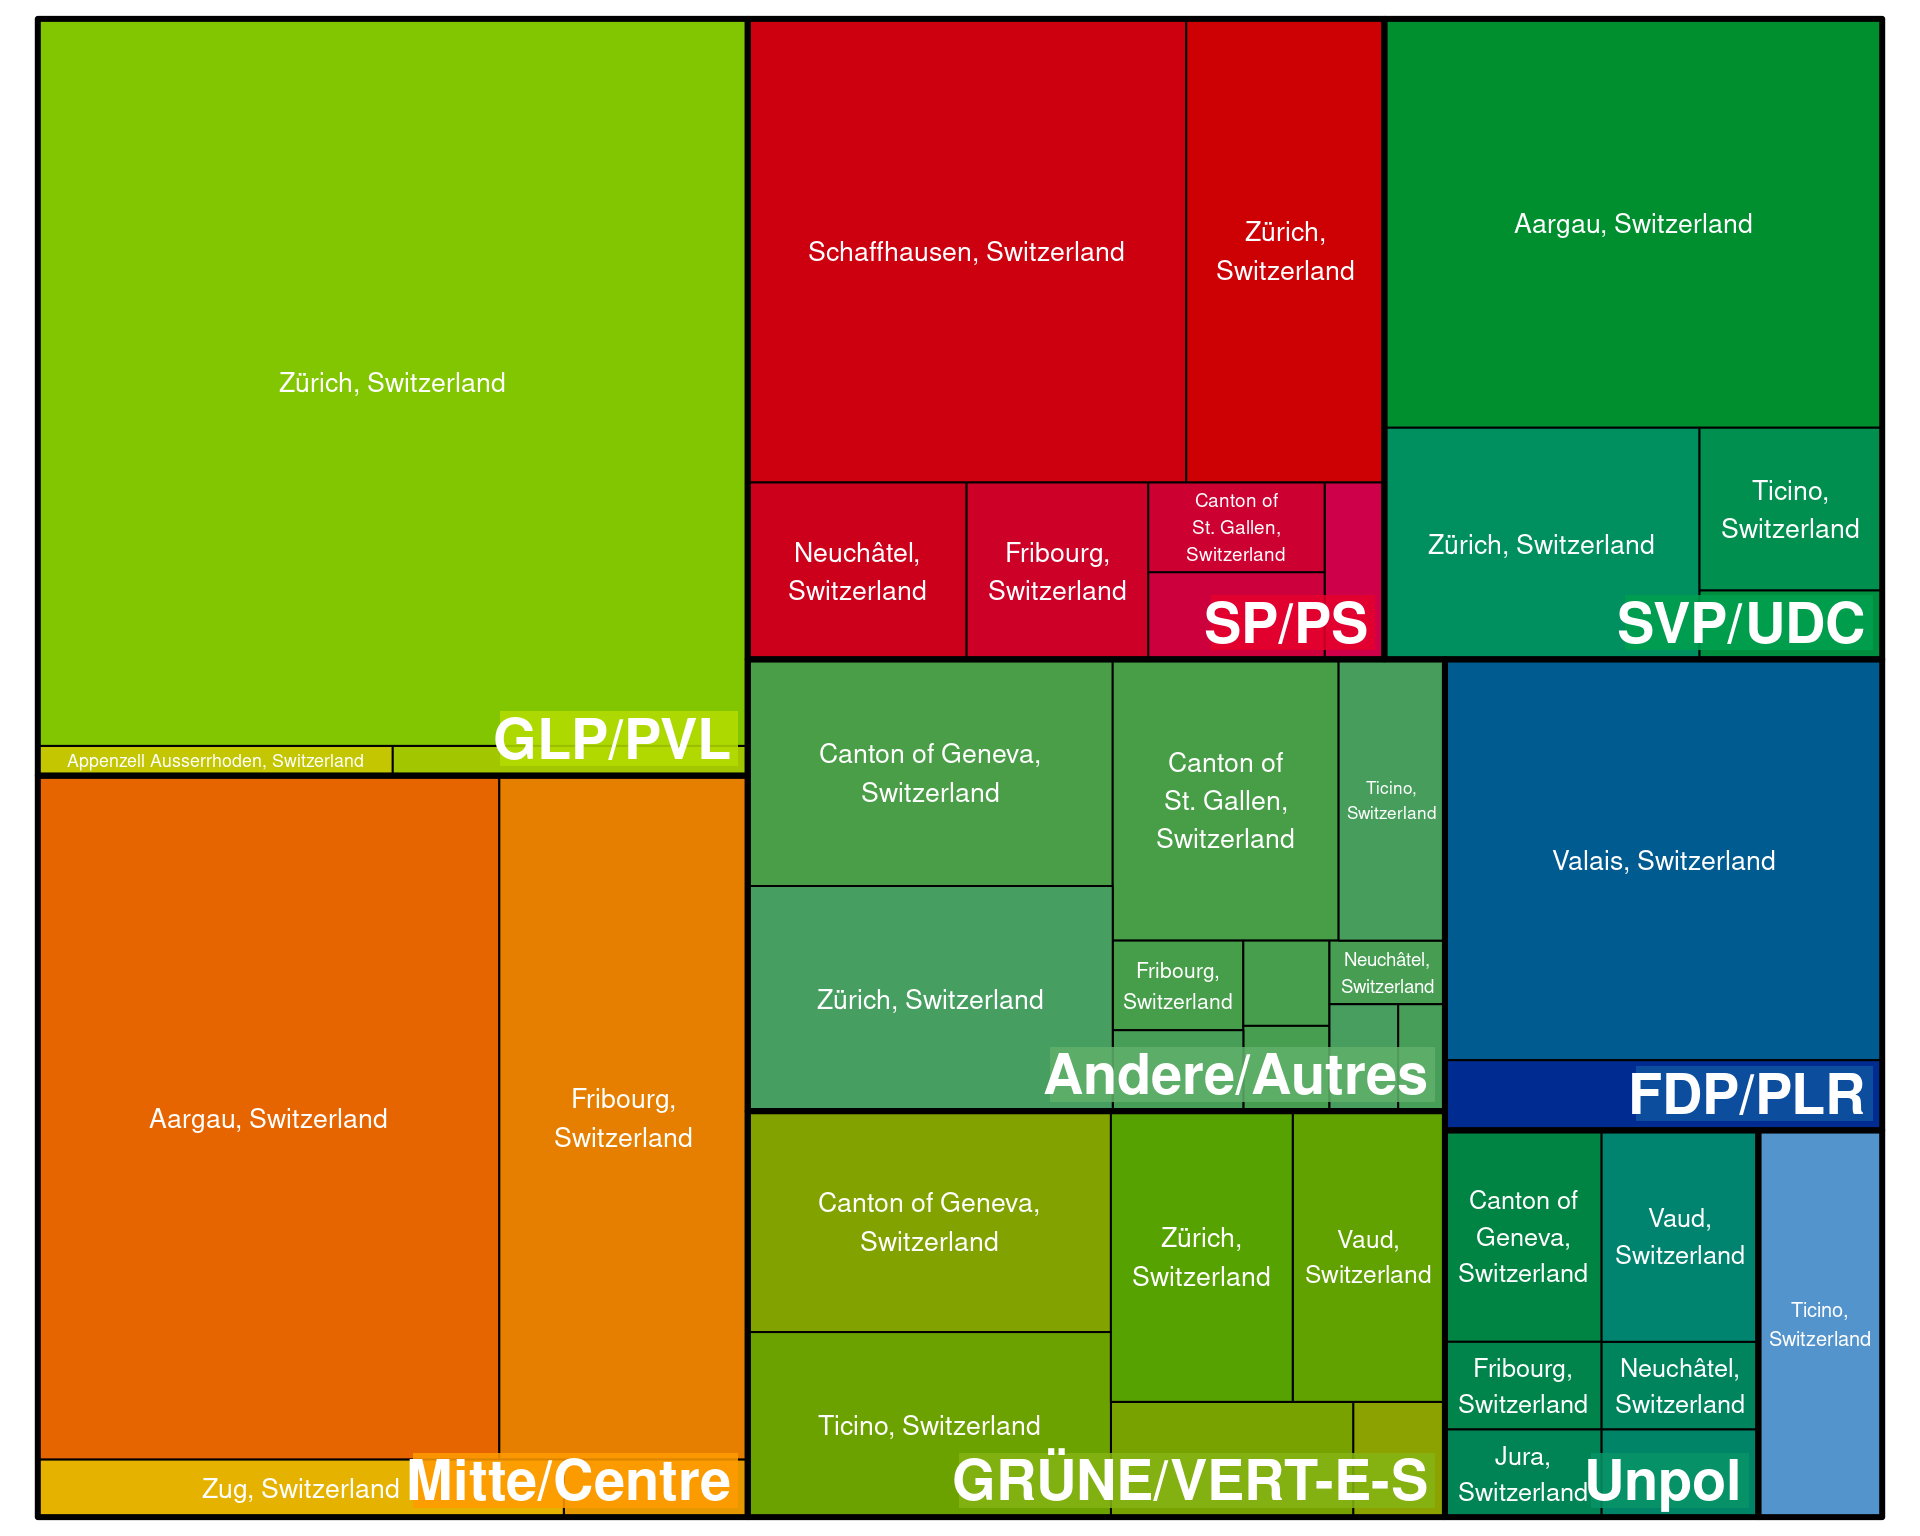 Zürich, Switzerland
Appenzell Ausserrhoden, Switzerland
GLP/PVL
Aargau, Switzerland
Fribourg,
Switzerland
Zug, Switzerland
Mitte/Centre
Schaffhausen, Switzerland
Zürich,
Switzerland
Neuchâtel,
Switzerland
Fribourg,
Switzerland
Canton of
St. Gallen,
Switzerland
SP/PS
Aargau, Switzerland
Zürich, Switzerland
Ticino,
Switzerland
SVP/UDC
Canton of Geneva,
Switzerland
Zürich, Switzerland
Canton of
St. Gallen,
Switzerland
Ticino,
Switzerland
Fribourg,
Switzerland
Neuchâtel,
Switzerland
Andere/Autres
Valais, Switzerland
FDP/PLR
Canton of Geneva,
Switzerland
Ticino, Switzerland
Zürich,
Switzerland
Vaud,
Switzerland
GRÜNE/VERT-E-S
Canton of
Geneva,
Switzerland
Vaud,
Switzerland
Fribourg,
Switzerland
Neuchâtel,
Switzerland
Jura,
Switzerland
Unpol
Ticino,
Switzerland